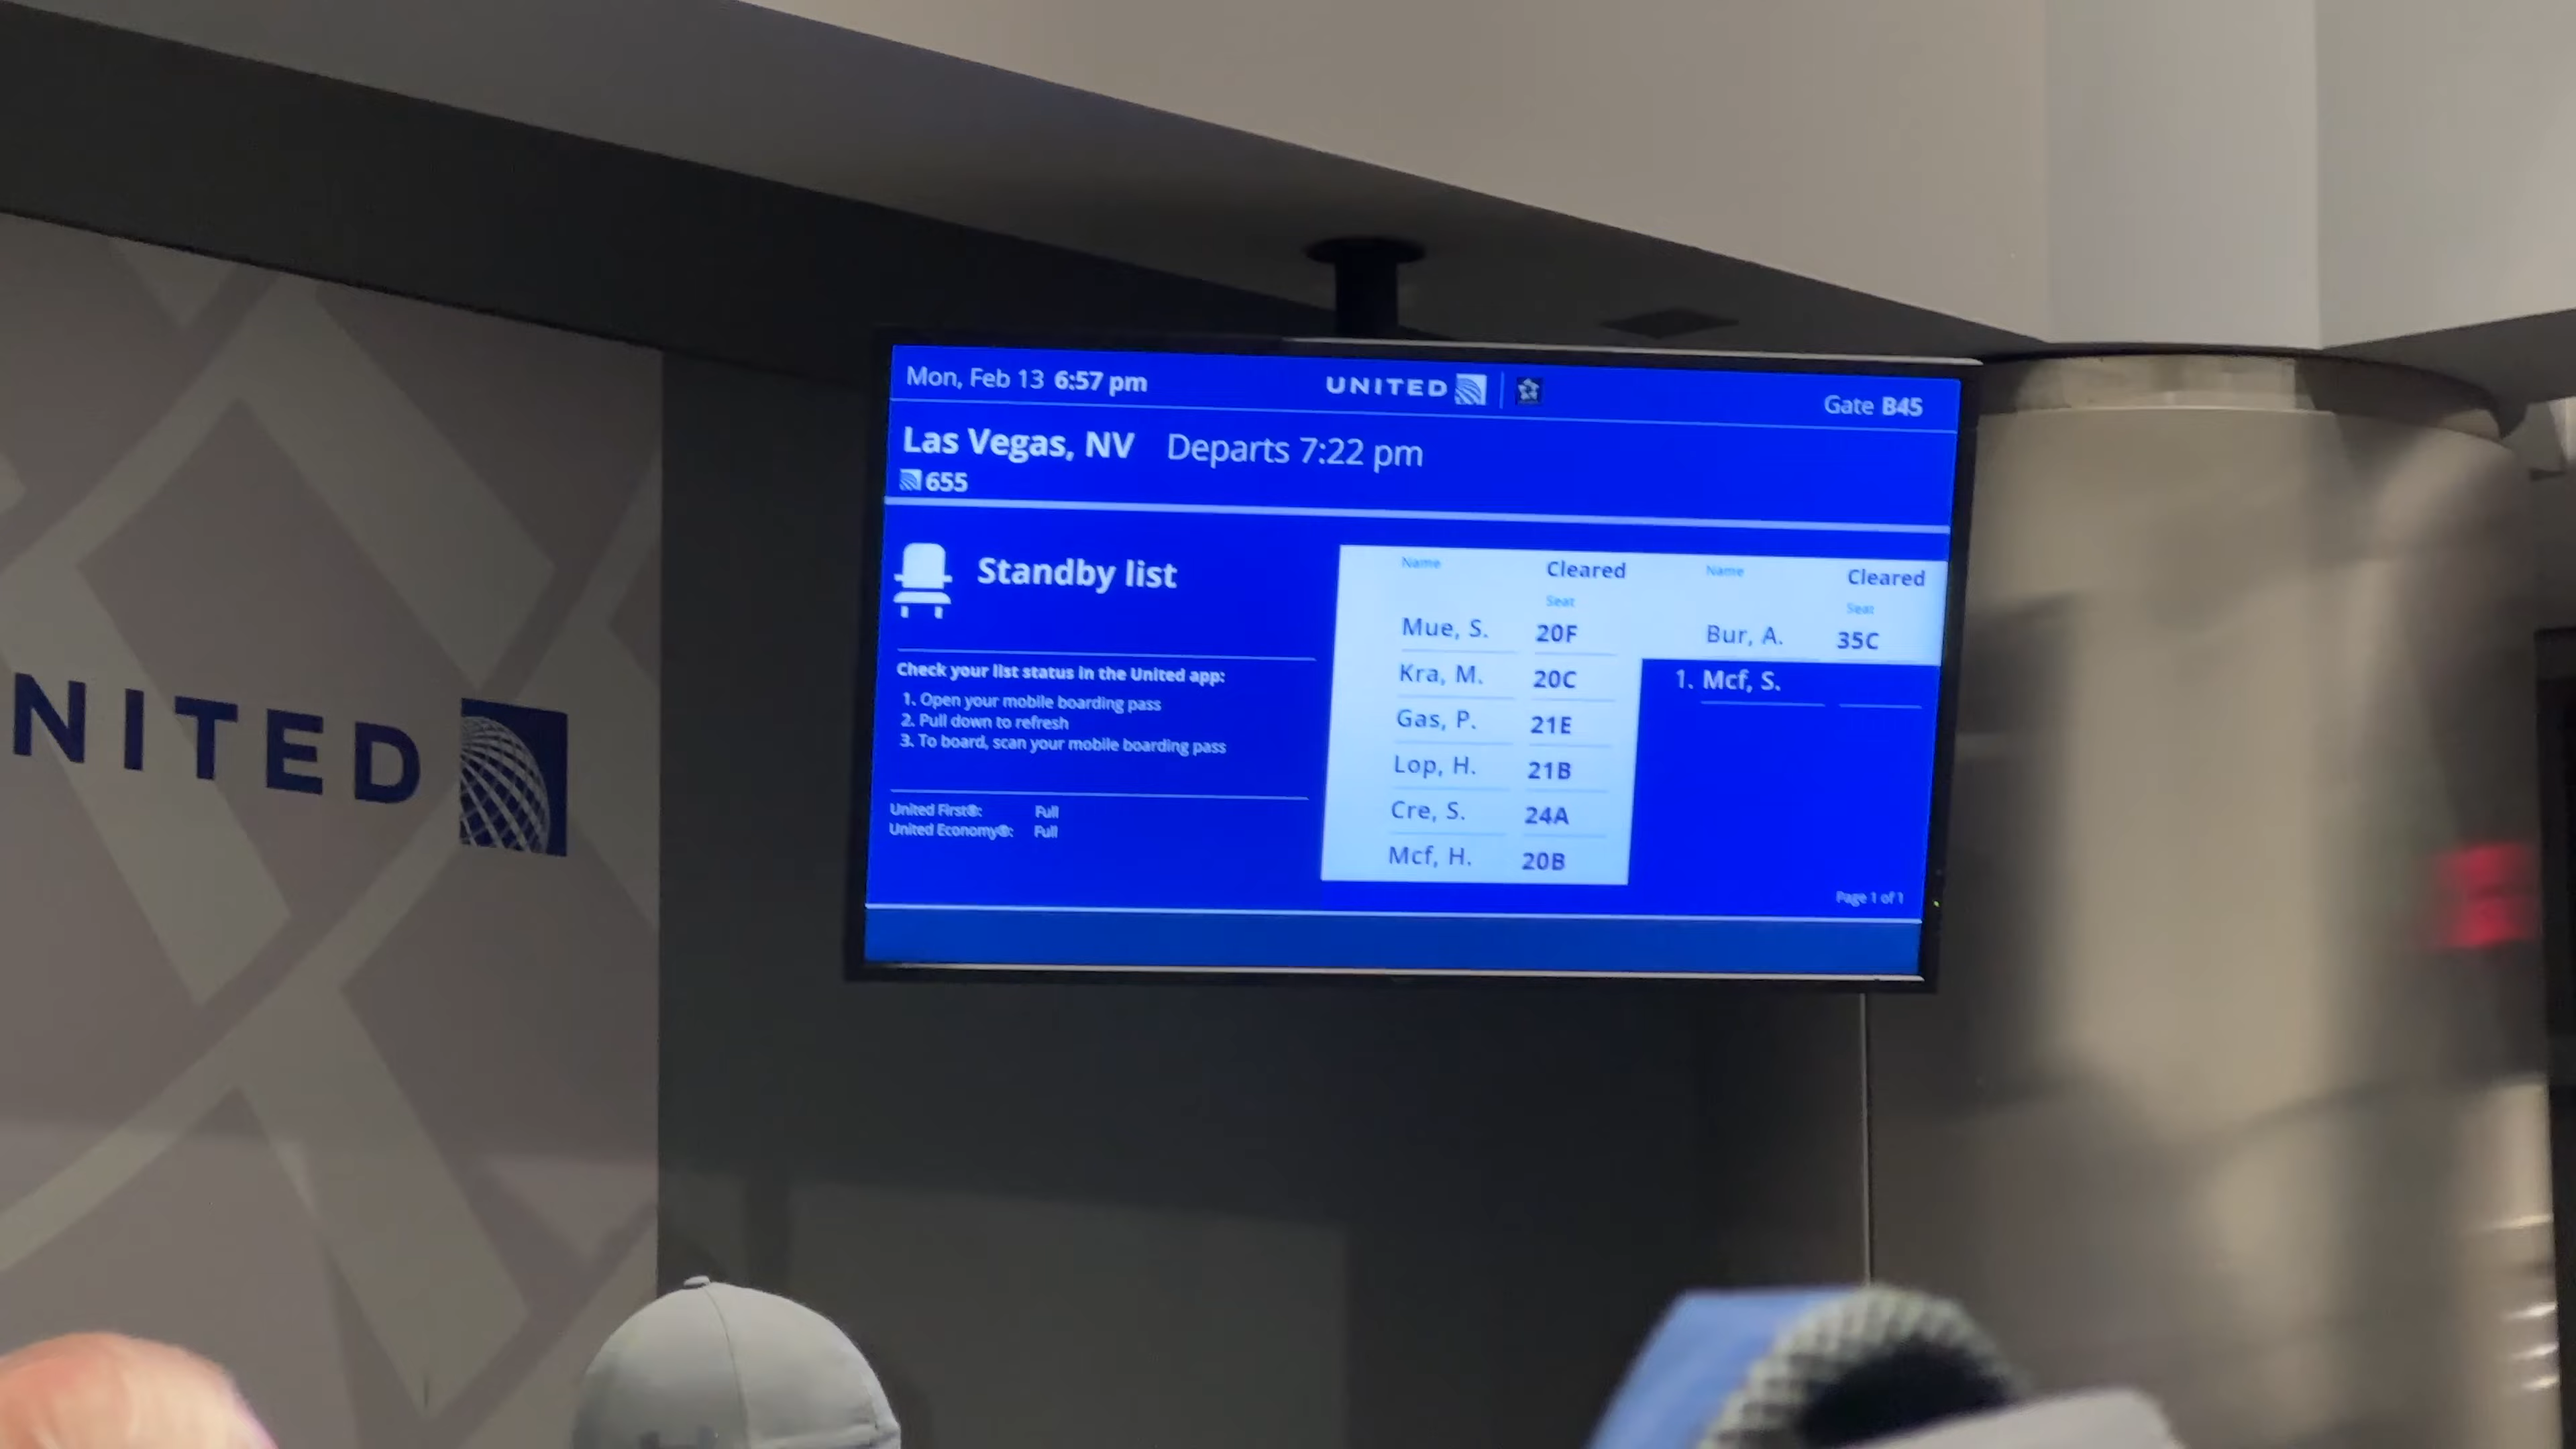 NITED
Mon, Feb 13 6:57 pm
UNITED
Gate B45
Las Vegas, NV Departs 7:22 pm
655
Standby list
Check your list status in the United app:
1. Open your mobile boarding pass
2. Pull down to refresh
3. To board, scan your mobile boarding pass
United First®: Full
United Economy®: Full
Name Cleared
Seat
Mue, S. 20F
Kra, M. 20C
Gas, P. 21E
Lop, H. 21B
Cre, S. 24A
Mcf, H. 20B
Name Cleared
Seat
Bur, A. 35C
1. Mcf, S.
Page 1 of 1